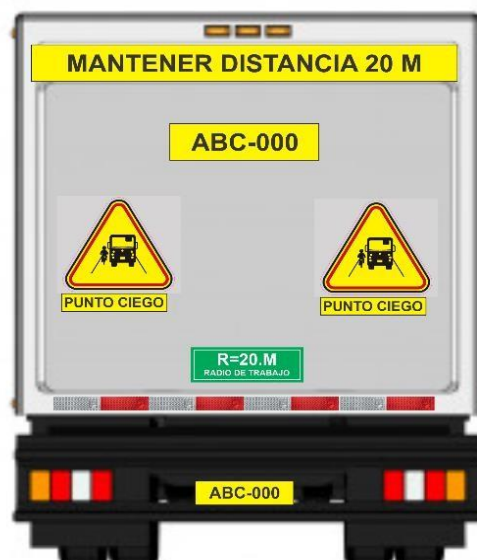 MANTENER DISTANCIA 20 M
ABC-000
PUNTO CIEGO
PUNTO CIEGO
R=20.M
RADIO DE TRABAJO
ABC-000